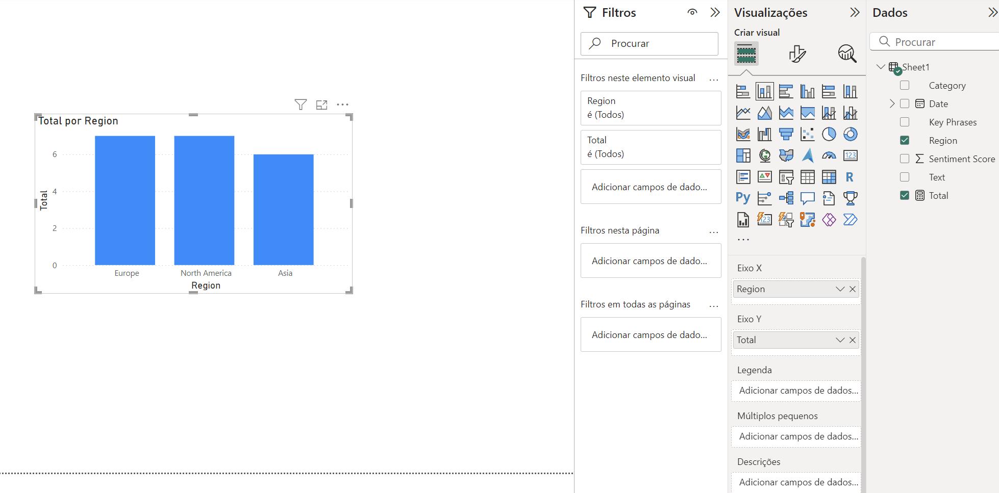 Total por Region
6
4
2
0
Total
Europe
North America
Asia
Region
Filtros
Procurar
Filtros neste elemento visual
...
Region
é (Todos)
Total
é (Todos)
Adicionar campos de dado...
Filtros nesta página
...
Adicionar campos de dado...
Filtros em todas as páginas
...
Adicionar campos de dado...
Visualizações
Criar visual
123
R
Py
123
...
Eixo X
Region
Eixo Y
Total
Legenda
Adicionar campos de dados...
Múltiplos pequenos
Adicionar campos de dados...
Descrições
Adicionar campos de dados...
Dados
Procurar
Sheet1
Category
Date
Key Phrases
Region
Sentiment Score
Text
Total